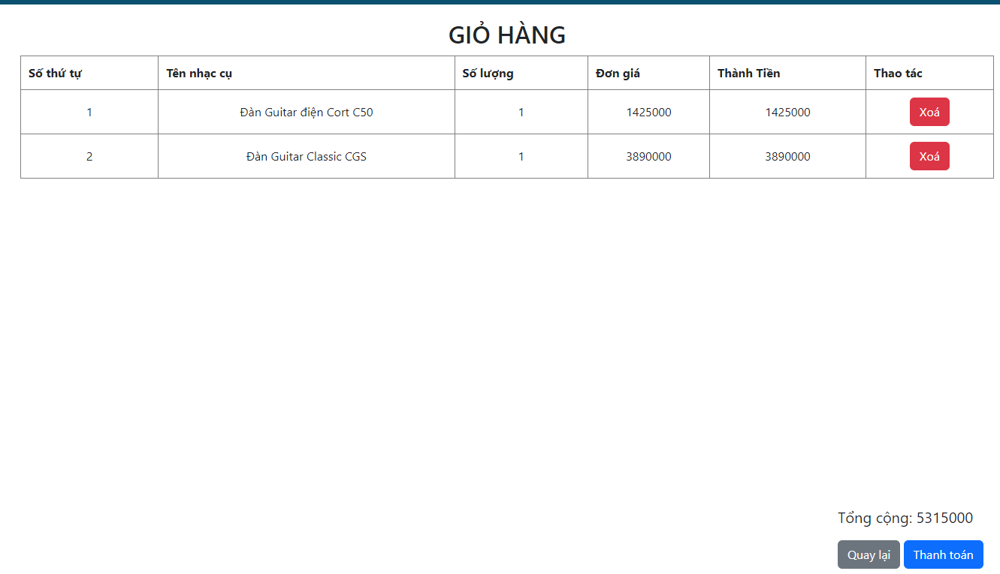 GIỎ HÀNG
Số thứ tự Tên nhạc cụ Số lượng Đơn giá Thành Tiền Thao tác
1 Đàn Guitar điện Cort C50 1 1425000 1425000 Xoá
2 Đàn Guitar Classic CGS 1 3890000 3890000 Xoá
Tổng cộng: 5315000
Quay lại Thanh toán